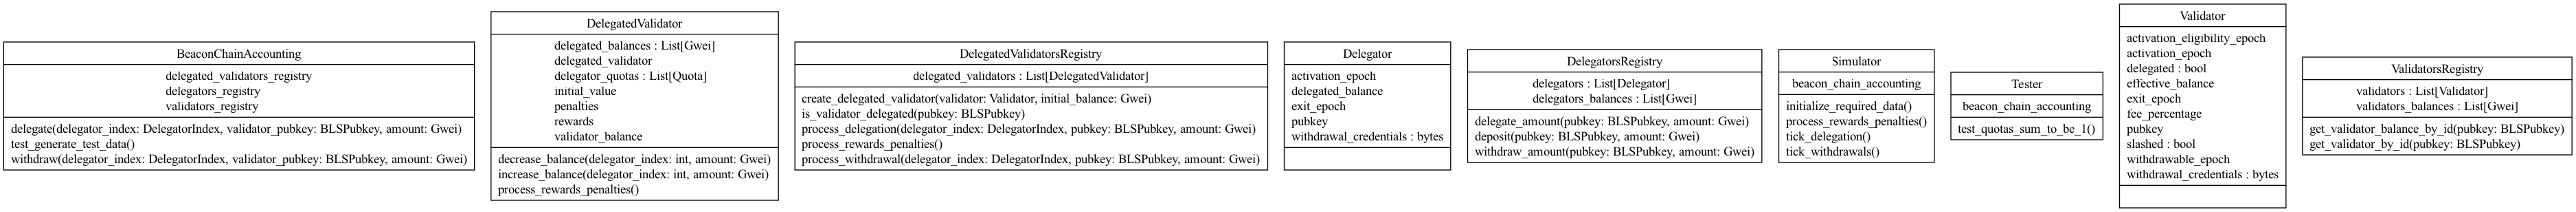 BeaconChainAccounting
delegated_validators_registry
delegators_registry
validators_registry
delegate(delegator_index: DelegatorIndex, validator_pubkey: BLSPubkey, amount: Gwei)
test_generate_test_data()
withdraw(delegator_index: DelegatorIndex, validator_pubkey: BLSPubkey, amount: Gwei)
DelegatedValidator
delegated_balances : List[Gwei]
delegated_validator
delegator_quotas : List[Quota]
initial_value
penalties
rewards
validator_balance
decrease_balance(delegator_index: int, amount: Gwei)
increase_balance(delegator_index: int, amount: Gwei)
process_rewards_penalties()
DelegatedValidatorsRegistry
delegated_validators : List[DelegatedValidator]
create_delegated_validator(validator: Validator, initial_balance: Gwei)
is_validator_delegated(pubkey: BLSPubkey)
process_delegation(delegator_index: DelegatorIndex, pubkey: BLSPubkey, amount: Gwei)
process_rewards_penalties()
process_withdrawal(delegator_index: DelegatorIndex, pubkey: BLSPubkey, amount: Gwei)
Delegator
activation_epoch
delegated_balance
exit_epoch
pubkey
withdrawal_credentials : bytes
DelegatorsRegistry
delegators : List[Delegator]
delegators_balances : List[Gwei]
delegate_amount(pubkey: BLSPubkey, amount: Gwei)
deposit(pubkey: BLSPubkey, amount: Gwei)
withdraw_amount(pubkey: BLSPubkey, amount: Gwei)
Simulator
beacon_chain_accounting
initialize_required_data()
process_rewards_penalties()
tick_delegation()
tick_withdrawals()
Tester
beacon_chain_accounting
test_quotas_sum_to_be_1()
Validator
activation_eligibility_epoch
activation_epoch
delegated : bool
effective_balance
exit_epoch
fee_percentage
pubkey
slashed : bool
withdrawable_epoch
withdrawal_credentials : bytes
ValidatorsRegistry
validators : List[Validator]
validators_balances : List[Gwei]
get_validator_balance_by_id(pubkey: BLSPubkey)
get_validator_by_id(pubkey: BLSPubkey)